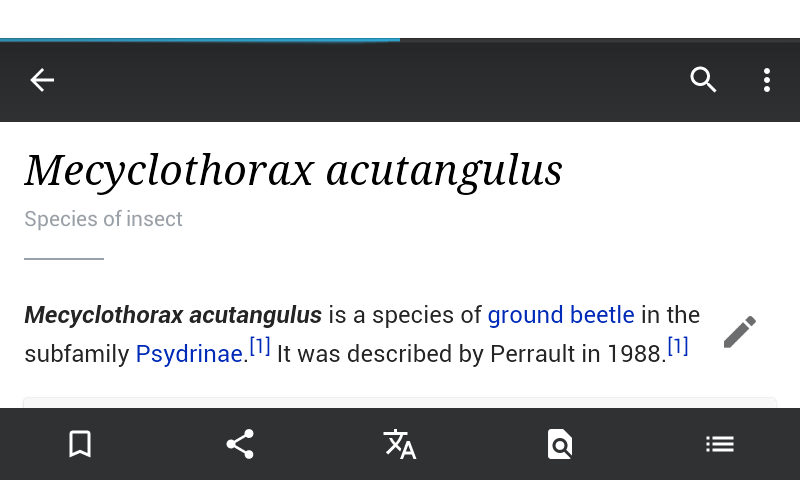 Mecyclothorax acutangulus
Species of insect
Mecyclothorax acutangulus is a species of ground beetle in the
subfamily Psydrinae.[1] It was described by Perrault in 1988.[1]